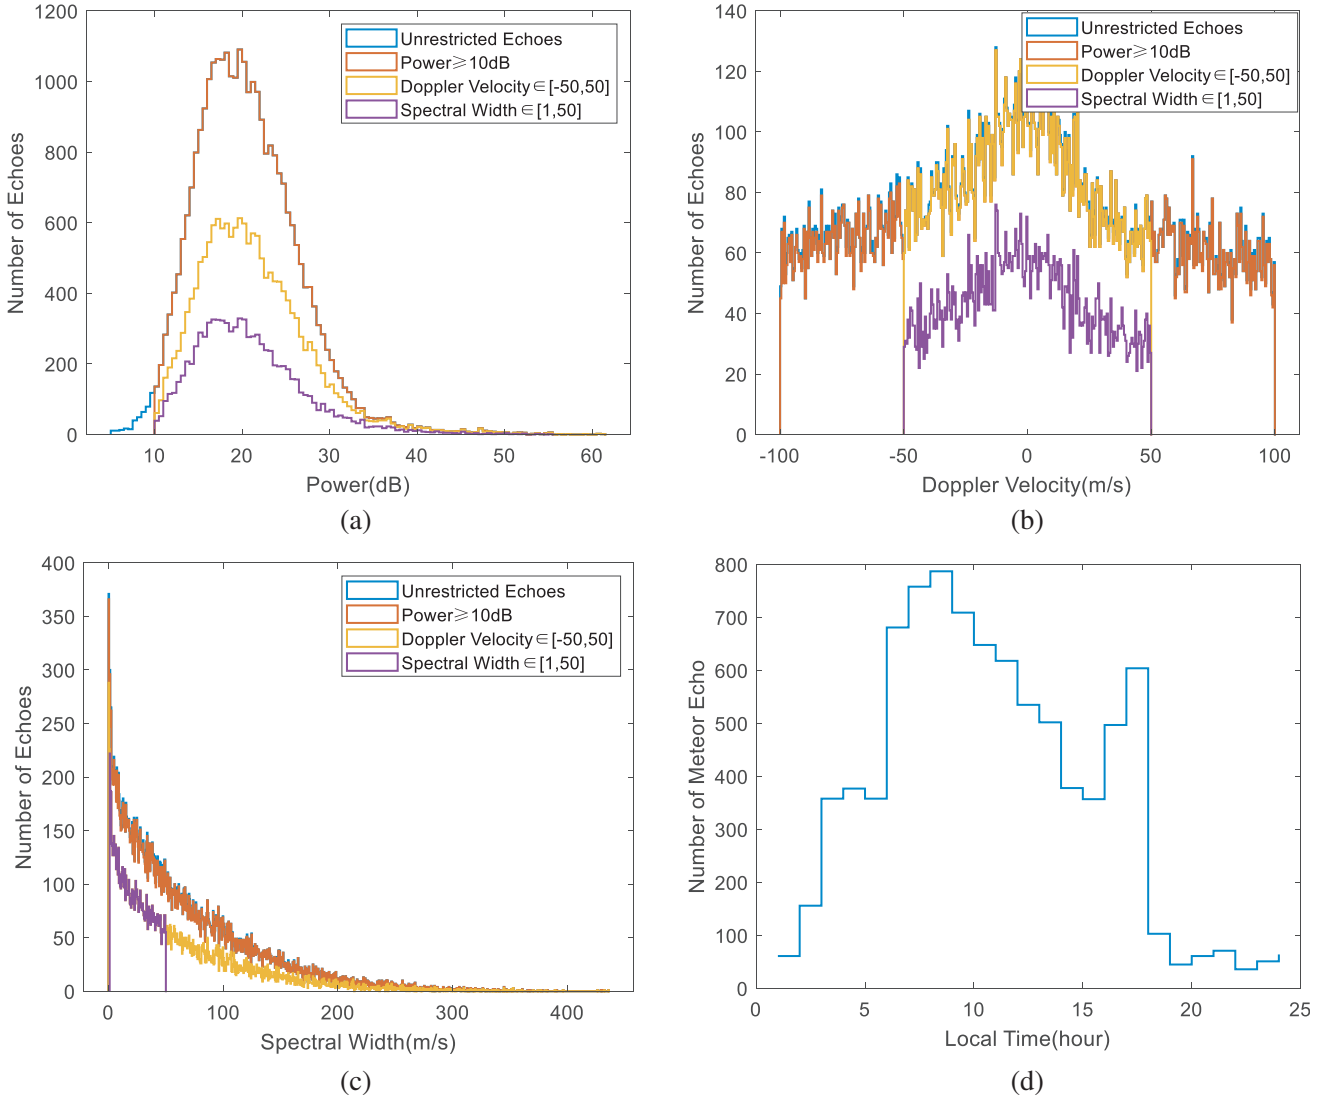 1200
1000
800
600
400
200
0
10
20
30
40
50
60
Number of Echoes
Power(dB)
Unrestricted Echoes
Power≥10dB
Doppler Velocity∈[-50,50]
Spectral Width∈[1,50]
(a)
140
120
100
80
60
40
20
0
-100
-50
0
50
100
Number of Echoes
Doppler Velocity(m/s)
Unrestricted Echoes
Power≥10dB
Doppler Velocity∈[-50,50]
Spectral Width∈[1,50]
(b)
400
350
300
250
200
150
100
50
0
0
100
200
300
400
Number of Echoes
Spectral Width(m/s)
Unrestricted Echoes
Power≥10dB
Doppler Velocity∈[-50,50]
Spectral Width∈[1,50]
(c)
800
700
600
500
400
300
200
100
0
0
5
10
15
20
25
Number of Meteor Echo
Local Time(hour)
(d)